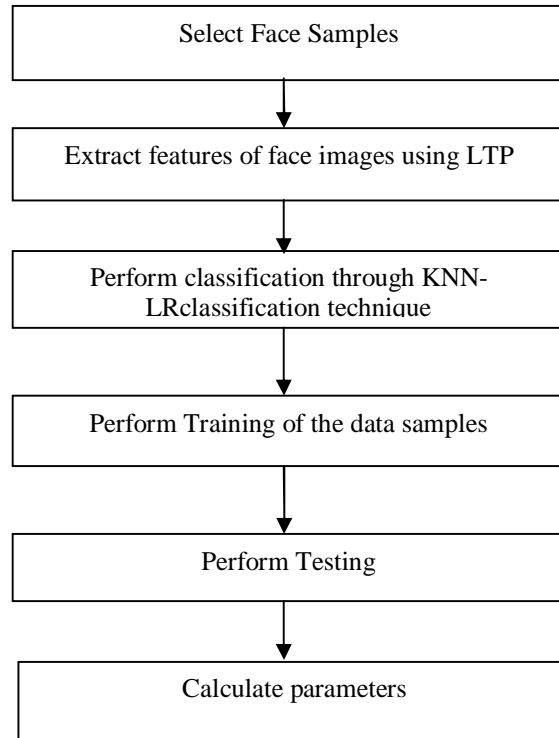 Select Face Samples
Extract features of face images using LTP
Perform classification through KNN-
LRclassification technique
Perform Training of the data samples
Perform Testing
Calculate parameters